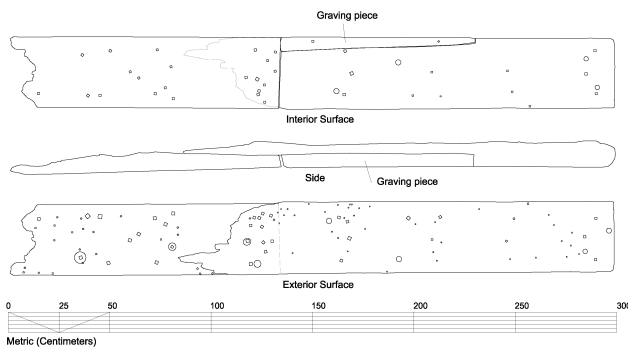 Graving piece
Interior Surface
Side
Graving piece
Exterior Surface
0 25 50 100 150 200 250 300
Metric (Centimeters)